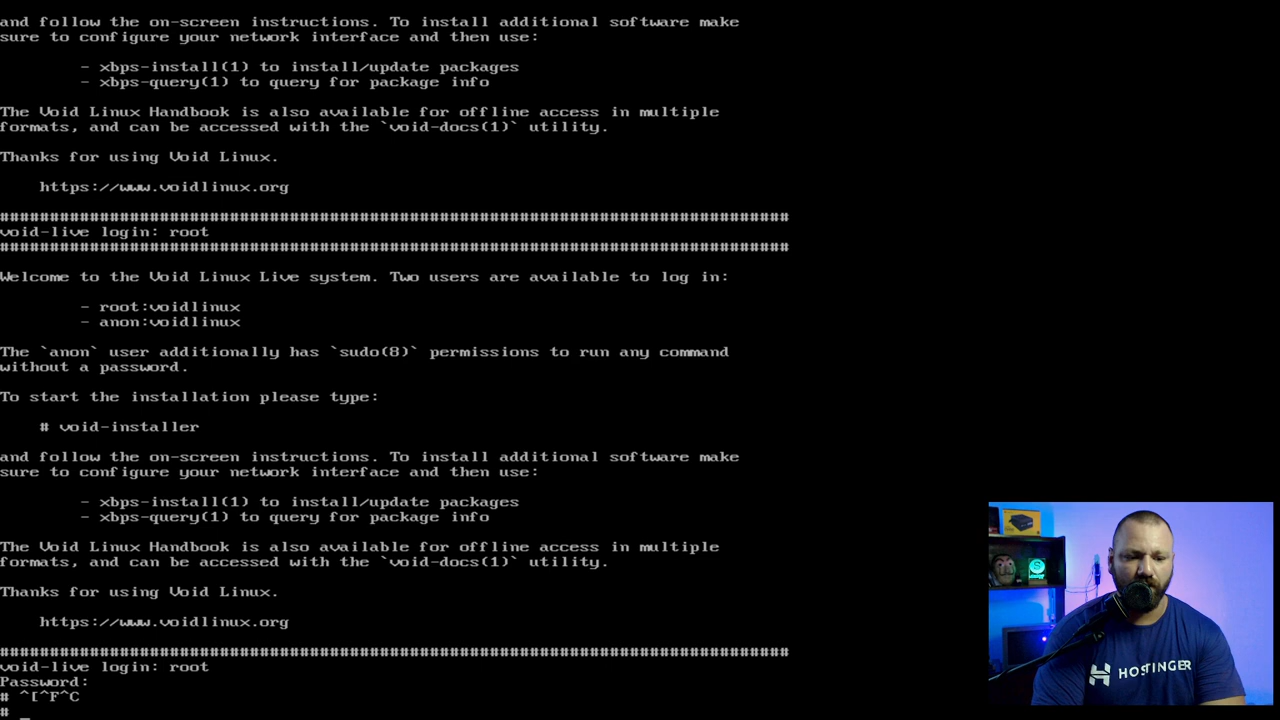 and follow the on-screen instructions. To install additional software make
sure to configure your network interface and then use:
- xbps-install(1) to install/update packages
- xbps-query(1) to query for package info
The Void Linux Handbook is also available for offline access in multiple
formats, and can be accessed with the `void-docs(1)` utility.
Thanks for using Void Linux.
https://www.voidlinux.org
###############################################################################
void-live login: root
###############################################################################
Welcome to the Void Linux Live system. Two users are available to log in:
- root:voidlinux
- anon:voidlinux
The `anon` user additionally has `sudo(8)` permissions to run any command
without a password.
To start the installation please type:
# void-installer
and follow the on-screen instructions. To install additional software make
sure to configure your network interface and then use:
- xbps-install(1) to install/update packages
- xbps-query(1) to query for package info
The Void Linux Handbook is also available for offline access in multiple
formats, and can be accessed with the `void-docs(1)` utility.
Thanks for using Void Linux.
https://www.voidlinux.org
###############################################################################
void-live login: root
Password:
# ^[^F^C
# _
HOSTINGER